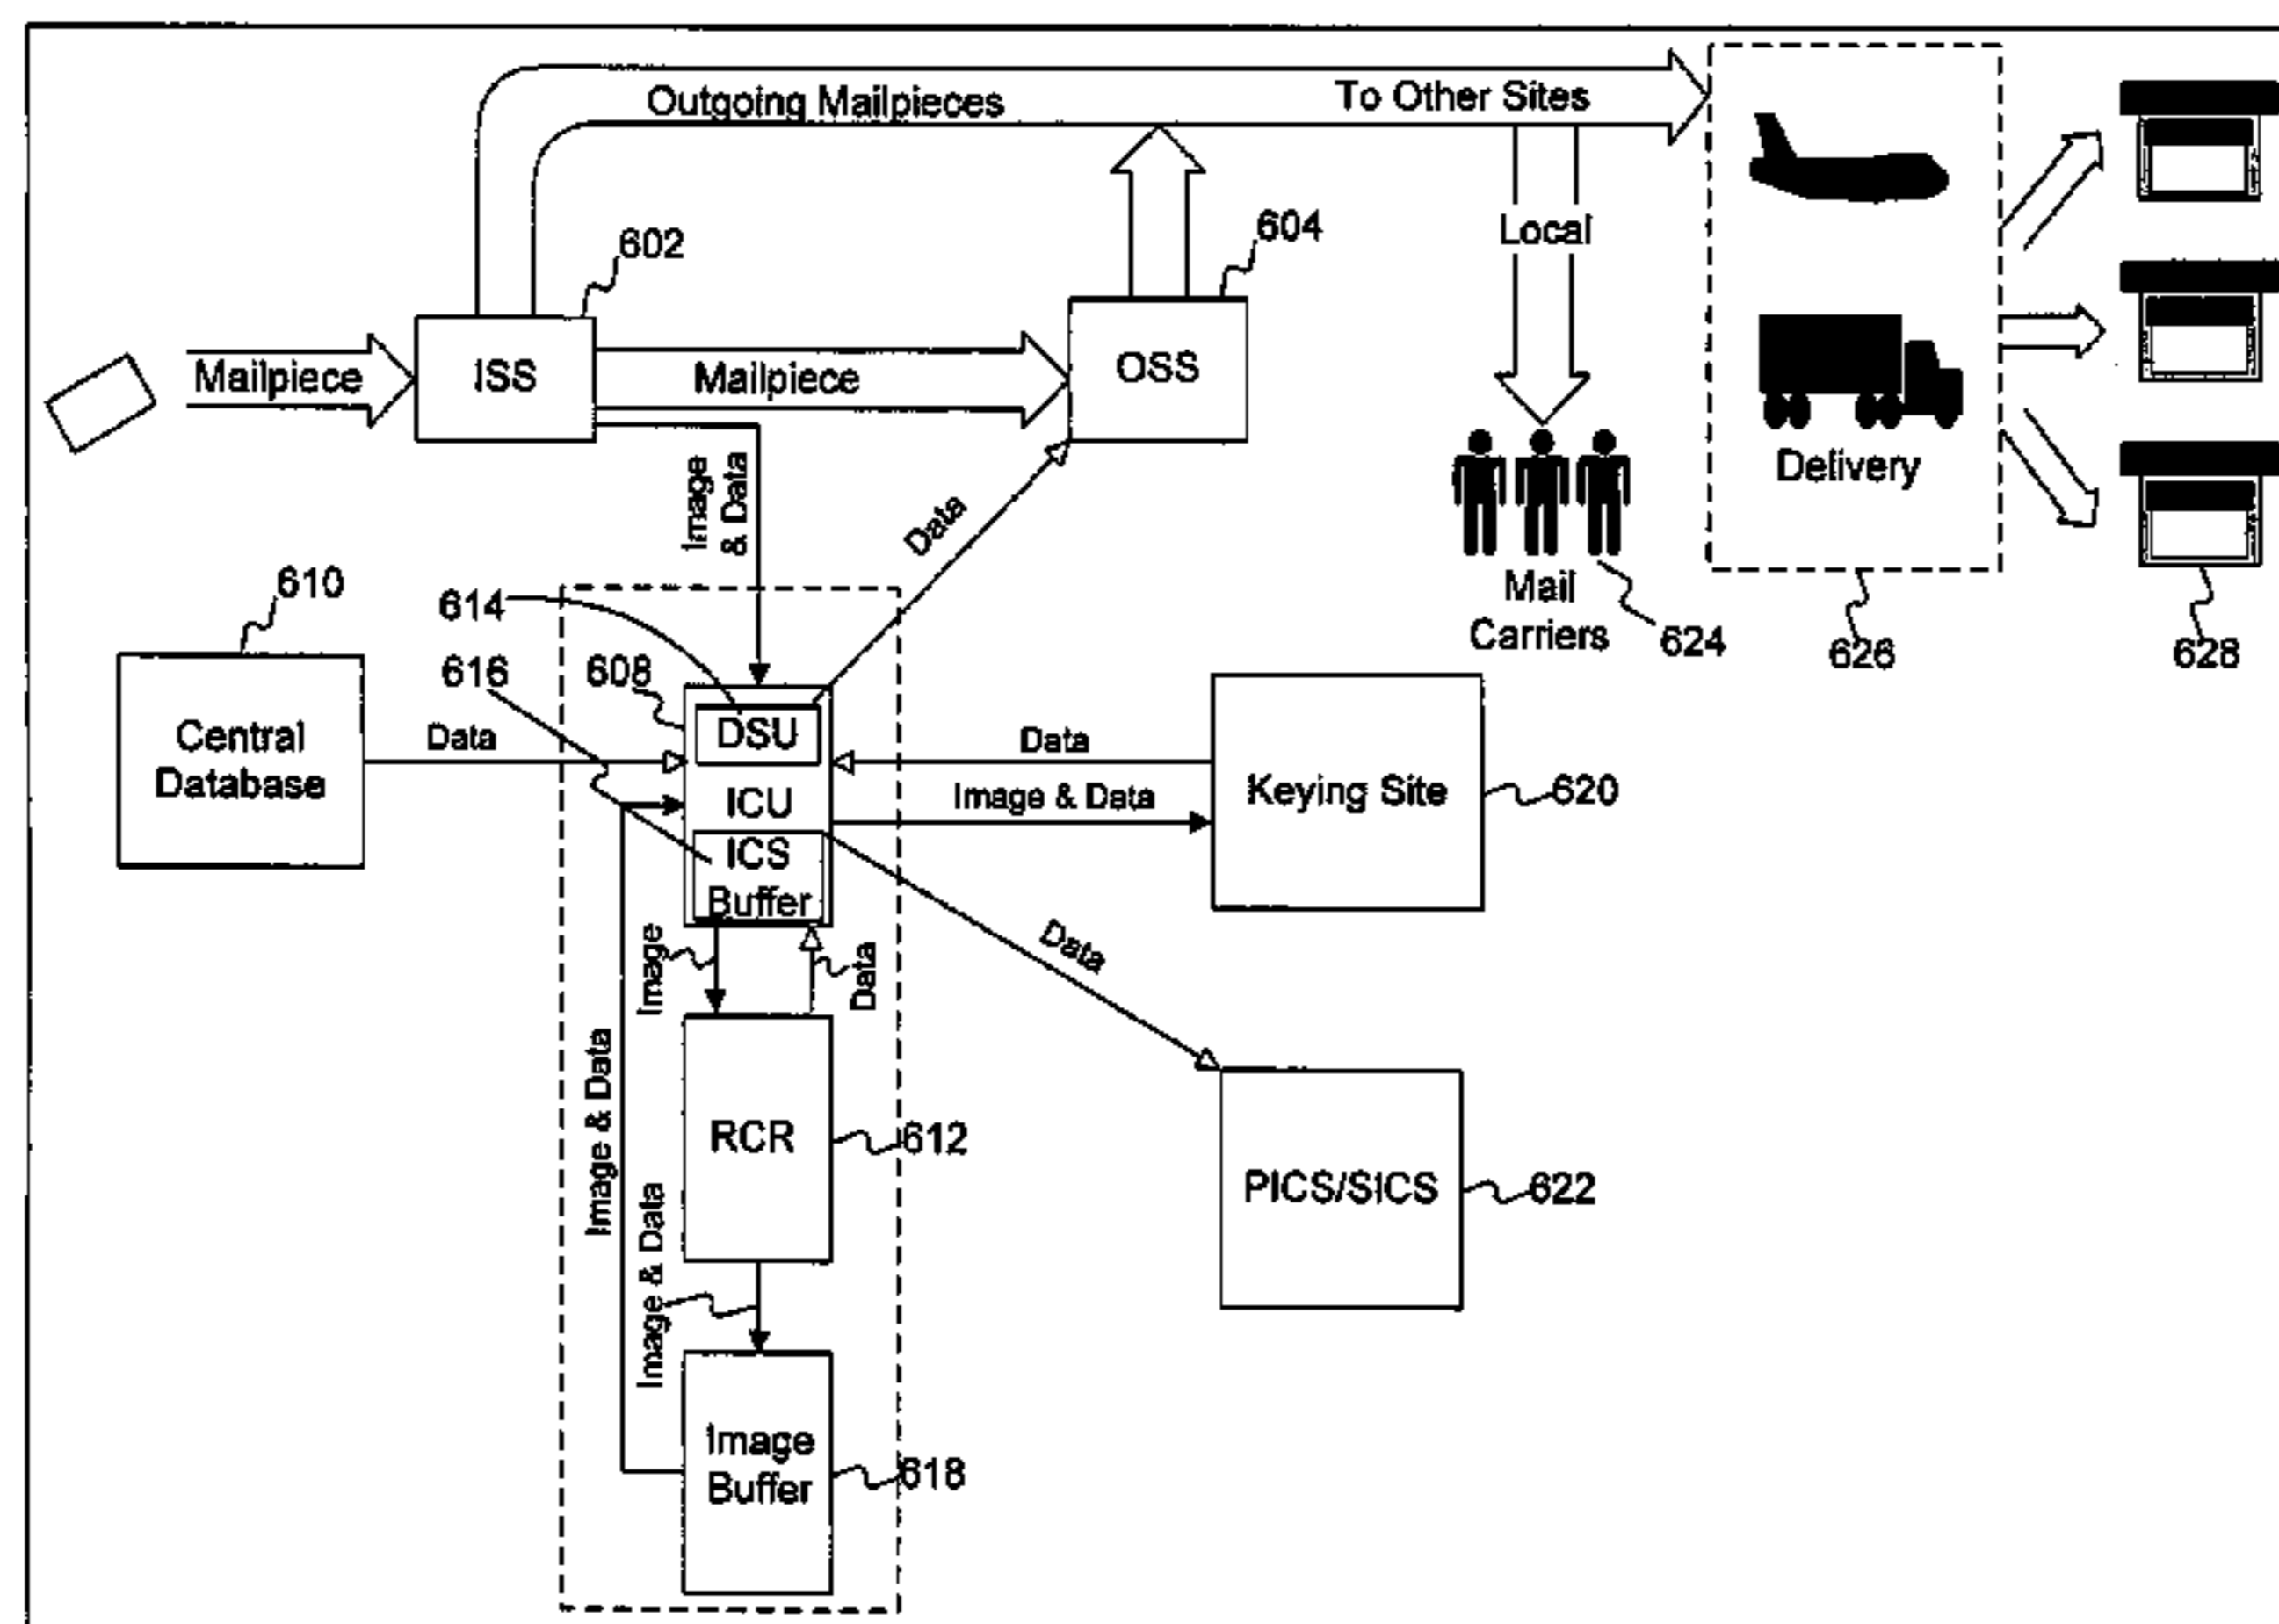 Outgoing Mailpieces
To Other Sites
602
604
Local
Mailpiece
ISS
Mailpiece
OSS
Image
& Data
Data
Delivery
610
614
Mail
Carriers
624
626
628
616
608
Central
Database
Data
DSU
Data
ICU
Image & Data
Keying Site
620
ICS
Buffer
Image
Data
Data
Image & Data
RCR
612
PICS/SICS
622
Image & Data
Image
Buffer
618